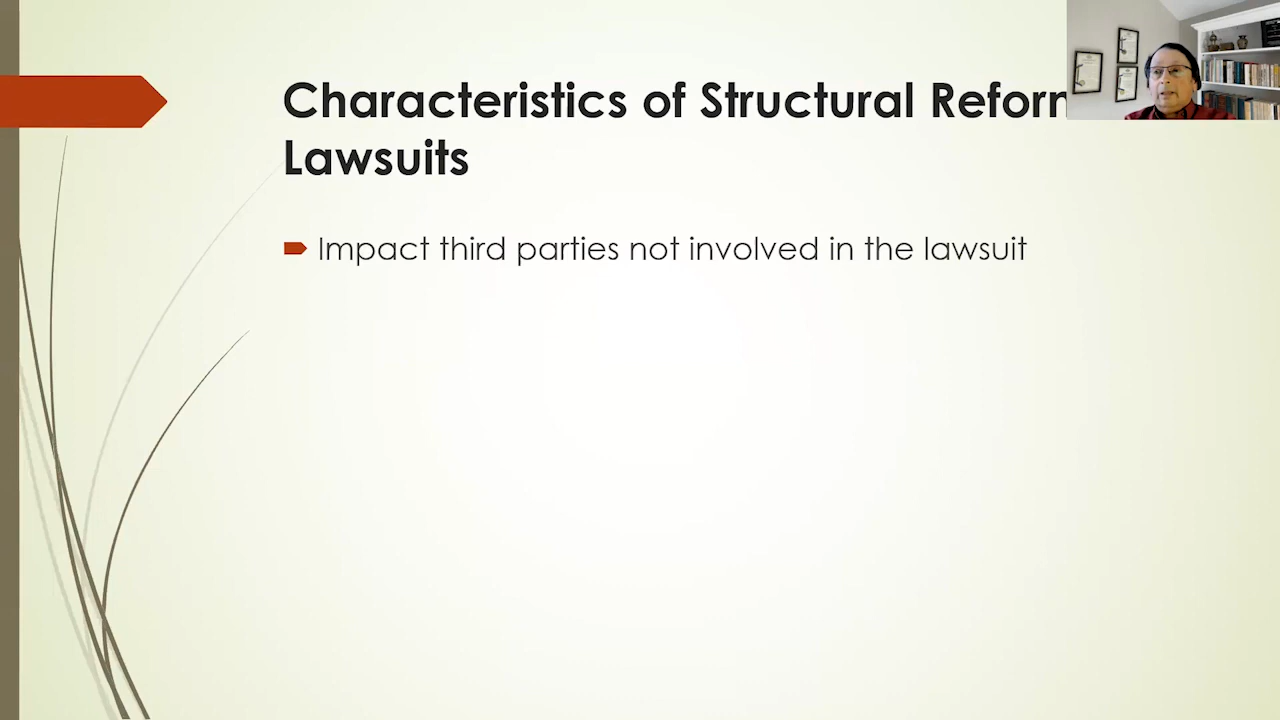 Characteristics of Structural Reform
Lawsuits
Impact third parties not involved in the lawsuit